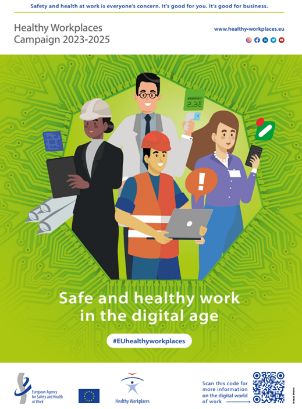 Safety and health at work is everyone's concern. It's good for you. It's good for business.
Healthy Workplaces
Campaign 2023-2025
www.healthy-workplaces.eu
Safe and healthy work
in the digital age
#EUhealthyworkplaces
European Agency
for Safety and Health
at Work
Healthy Workplaces
Scan this code for
more information
on the digital world
of work